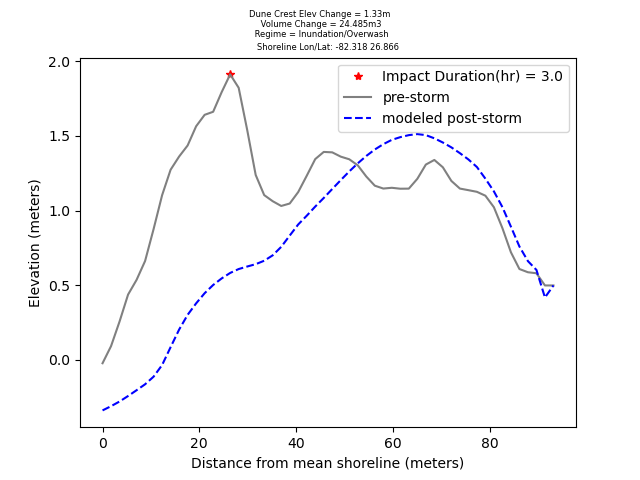 Dune Crest Elev Change = 1.33m
Volume Change = 24.485m3
Regime = Inundation/Overwash
Shoreline Lon/Lat: -82.318 26.866
Impact Duration(hr) = 3.0
pre-storm
modeled post-storm
2.0
1.5
1.0
0.5
0.0
Elevation (meters)
0 20 40 60 80
Distance from mean shoreline (meters)